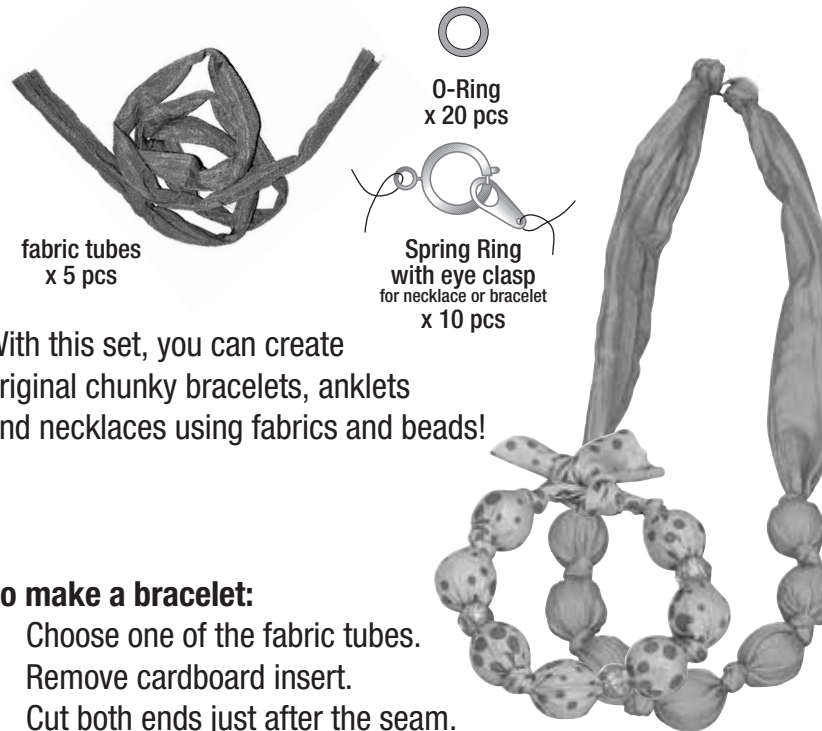 O-Ring
x 20 pcs
fabric tubes
x 5 pcs
Spring Ring
with eye clasp
for necklace or bracelet
x 10 pcs
ith this set, you can create
riginal chunky bracelets, anklets
nd necklaces using fabrics and beads!
o make a bracelet:
Choose one of the fabric tubes.
Remove cardboard insert.
Cut both ends just after the seam.